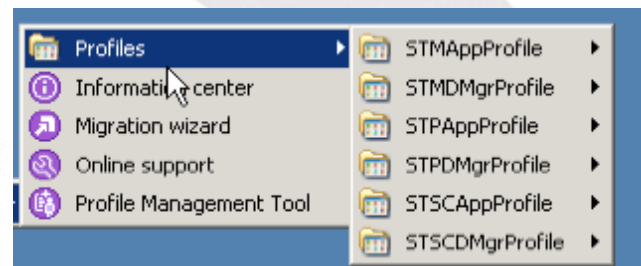 Profiles
Information center
Migration wizard
Online support
Profile Management Tool
STMAppProfile
STMDMgrProfile
STPAppProfile
STPDMgrProfile
STSCAppProfile
STSCDMgrProfile